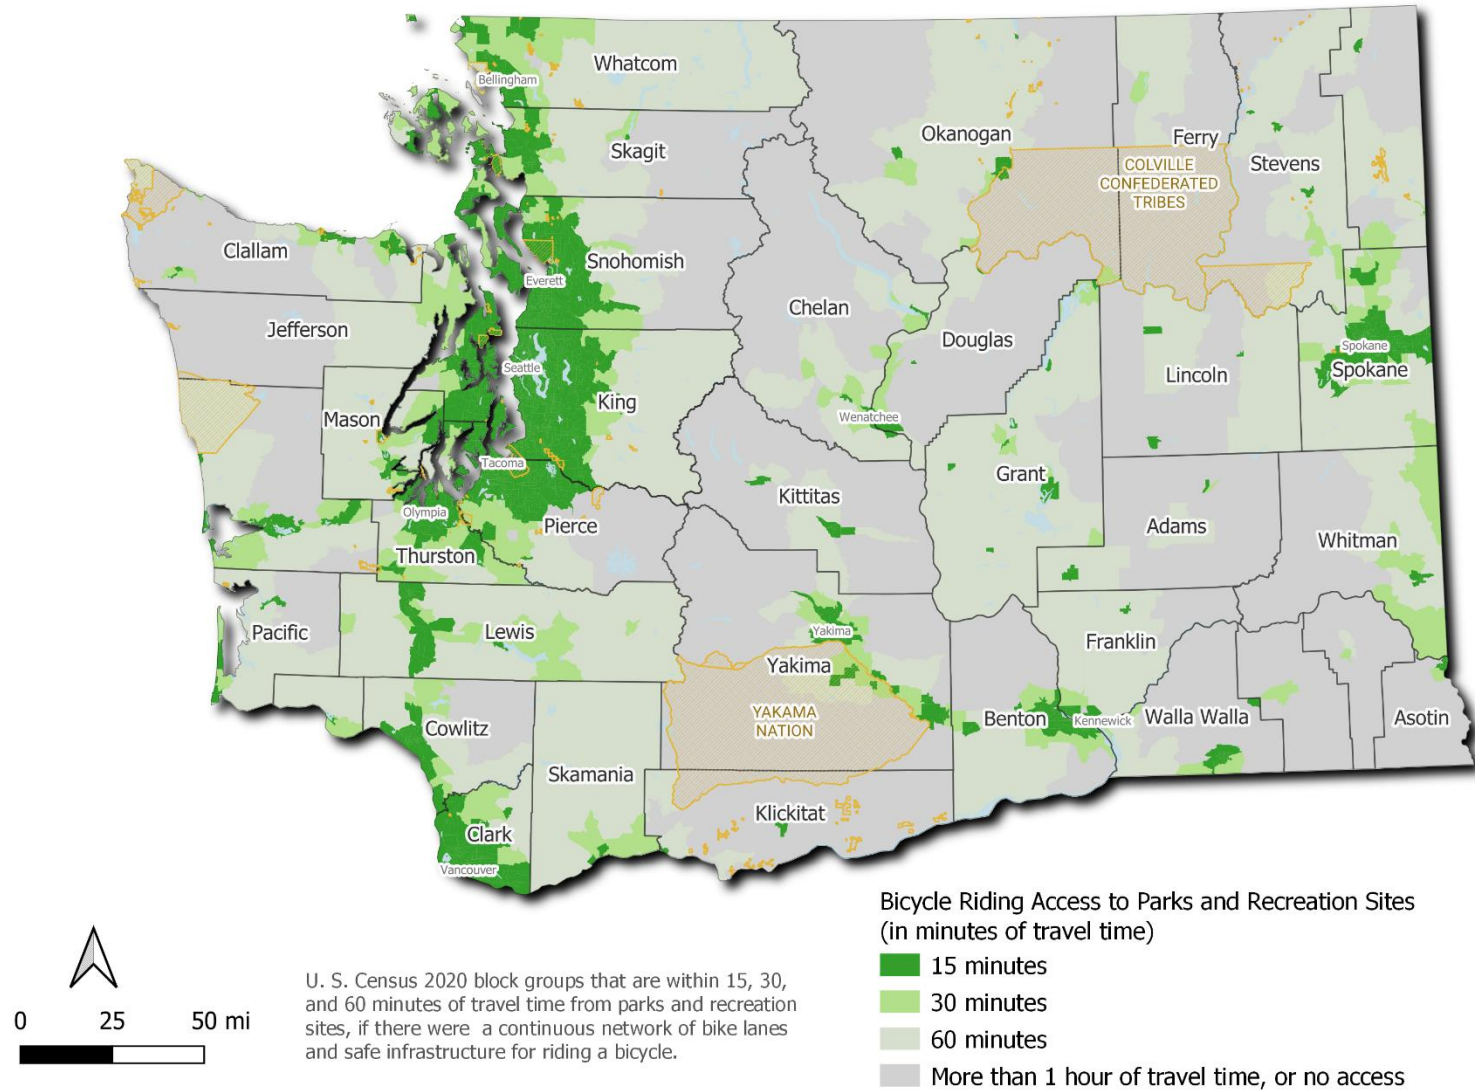 Whatcom
Bellingham
Okanogan
Ferry
Skagit
Stevens
COLVILLE
CONFEDERATED
TRIBES
Clallam
Snohomish
Everett
Chelan
Jefferson
Douglas
Seattle
Spokane
Spokane
Lincoln
King
Mason
Wenatchee
Tacoma
Grant
Kittitas
Olympia
Pierce
Adams
Whitman
Thurston
Pacific
Lewis
Yakima
Franklin
Yakima
YAKAMA
NATION
Benton
Kennewick
Walla Walla
Asotin
Cowlitz
Skamania
Klickitat
Clark
Vancouver
Bicycle Riding Access to Parks and Recreation Sites
(in minutes of travel time)
15 minutes
30 minutes
60 minutes
More than 1 hour of travel time, or no access
U. S. Census 2020 block groups that are within 15, 30,
and 60 minutes of travel time from parks and recreation
sites, if there were a continuous network of bike lanes
and safe infrastructure for riding a bicycle.
0 25 50 mi